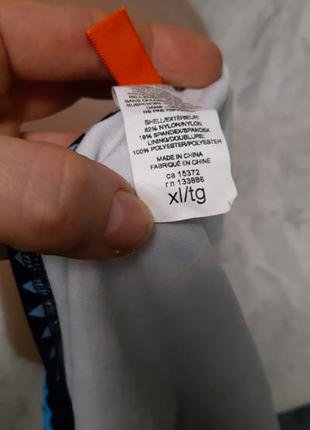 SHELL/EXTÉRIEUR:
82% NYLON/NYLON
18% SPANDEX/SPANDEX
LINING/DOUBLURE:
100% POLYESTER/POLYESTER
MADE IN CHINA
FABRIQUÉ EN CHINE
ca 15372
rn 133886
xl/tg